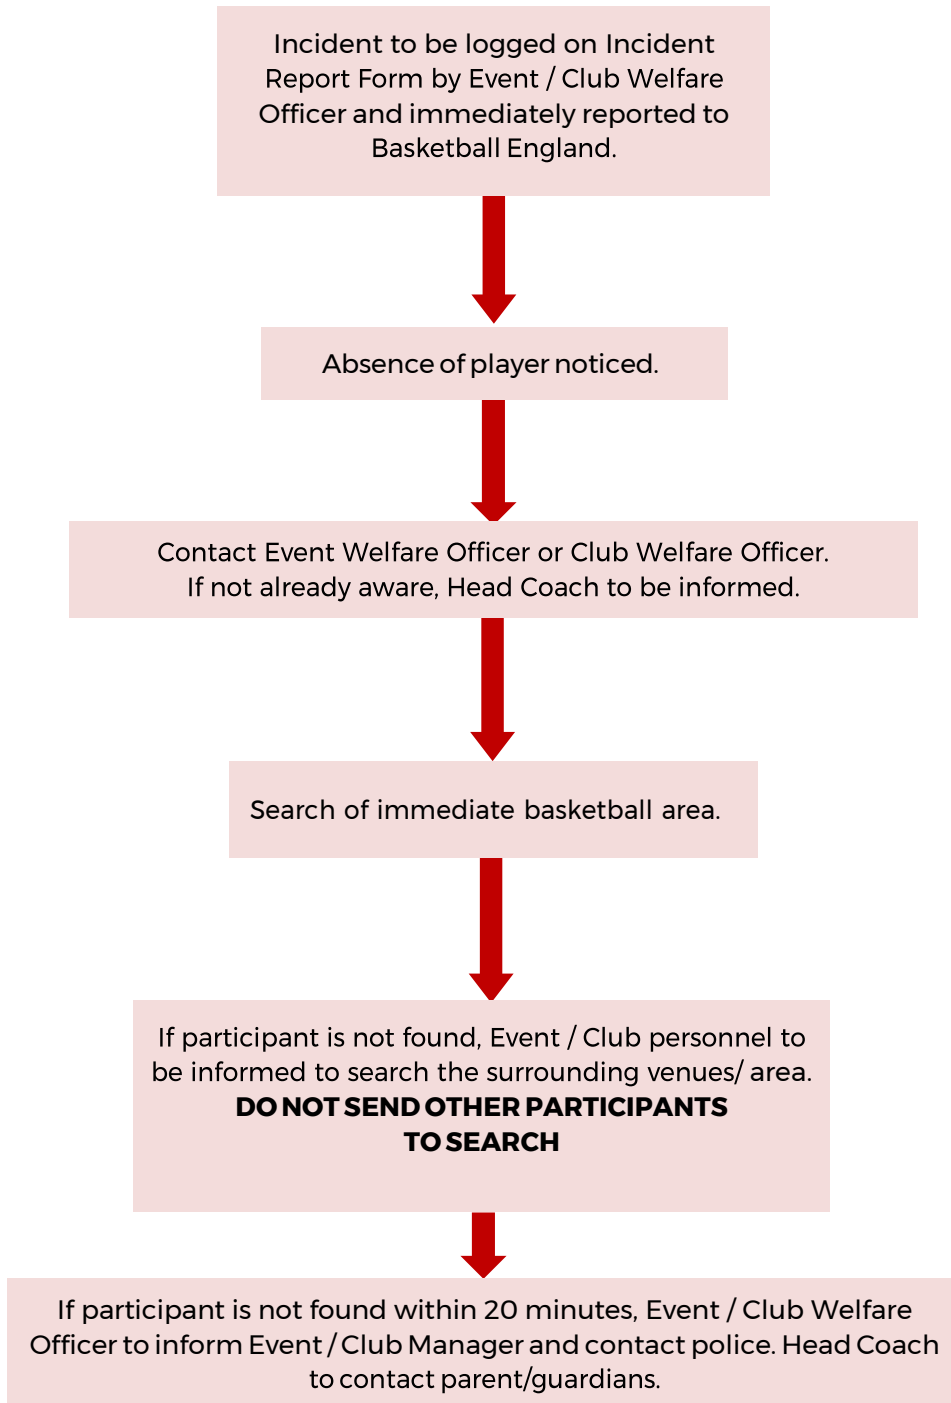 Incident to be logged on Incident
Report Form by Event / Club Welfare
Officer and immediately reported to
Basketball England.
Absence of player noticed.
Contact Event Welfare Officer or Club Welfare Officer.
If not already aware, Head Coach to be informed.
Search of immediate basketball area.
If participant is not found, Event / Club personnel to
be informed to search the surrounding venues/ area.
DO NOT SEND OTHER PARTICIPANTS
TO SEARCH
If participant is not found within 20 minutes, Event / Club Welfare
Officer to inform Event / Club Manager and contact police. Head Coach
to contact parent/guardians.